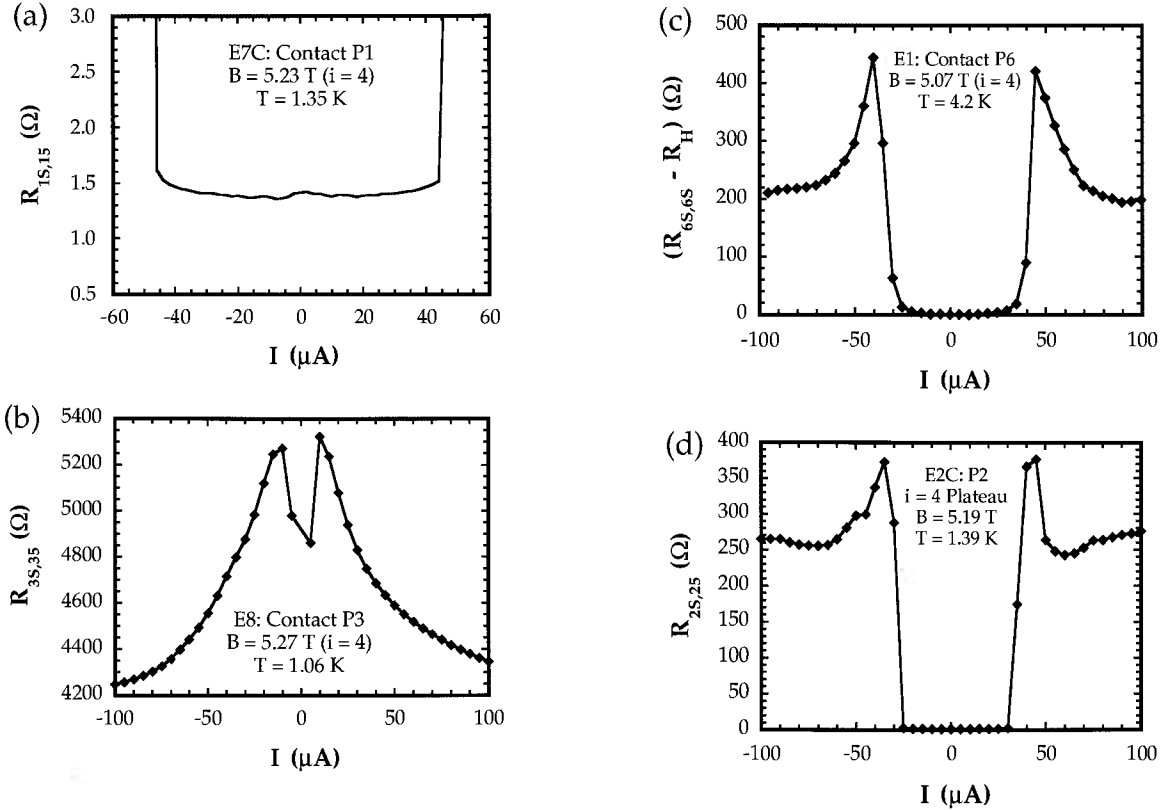 (a)
3.0
2.5
2.0
1.5
1.0
0.5
R1S,15 (Ω)
E7C: Contact P1
B = 5.23 T (i = 4)
T = 1.35 K
-60 -40 -20 0 20 40 60
I (μA)
(b)
5400
5200
5000
4800
4600
4400
4200
R3S,35 (Ω)
E8: Contact P3
B = 5.27 T (i = 4)
T = 1.06 K
-100 -50 0 50 100
I (μA)
(c)
500
400
300
200
100
0
(R6S,6S - RH) (Ω)
E1: Contact P6
B = 5.07 T (i = 4)
T = 4.2 K
-100 -50 0 50 100
I (μA)
(d)
400
350
300
250
200
150
100
50
0
R2S,25 (Ω)
E2C: P2
i = 4 Plateau
B = 5.19 T
T = 1.39 K
-100 -50 0 50 100
I (μA)